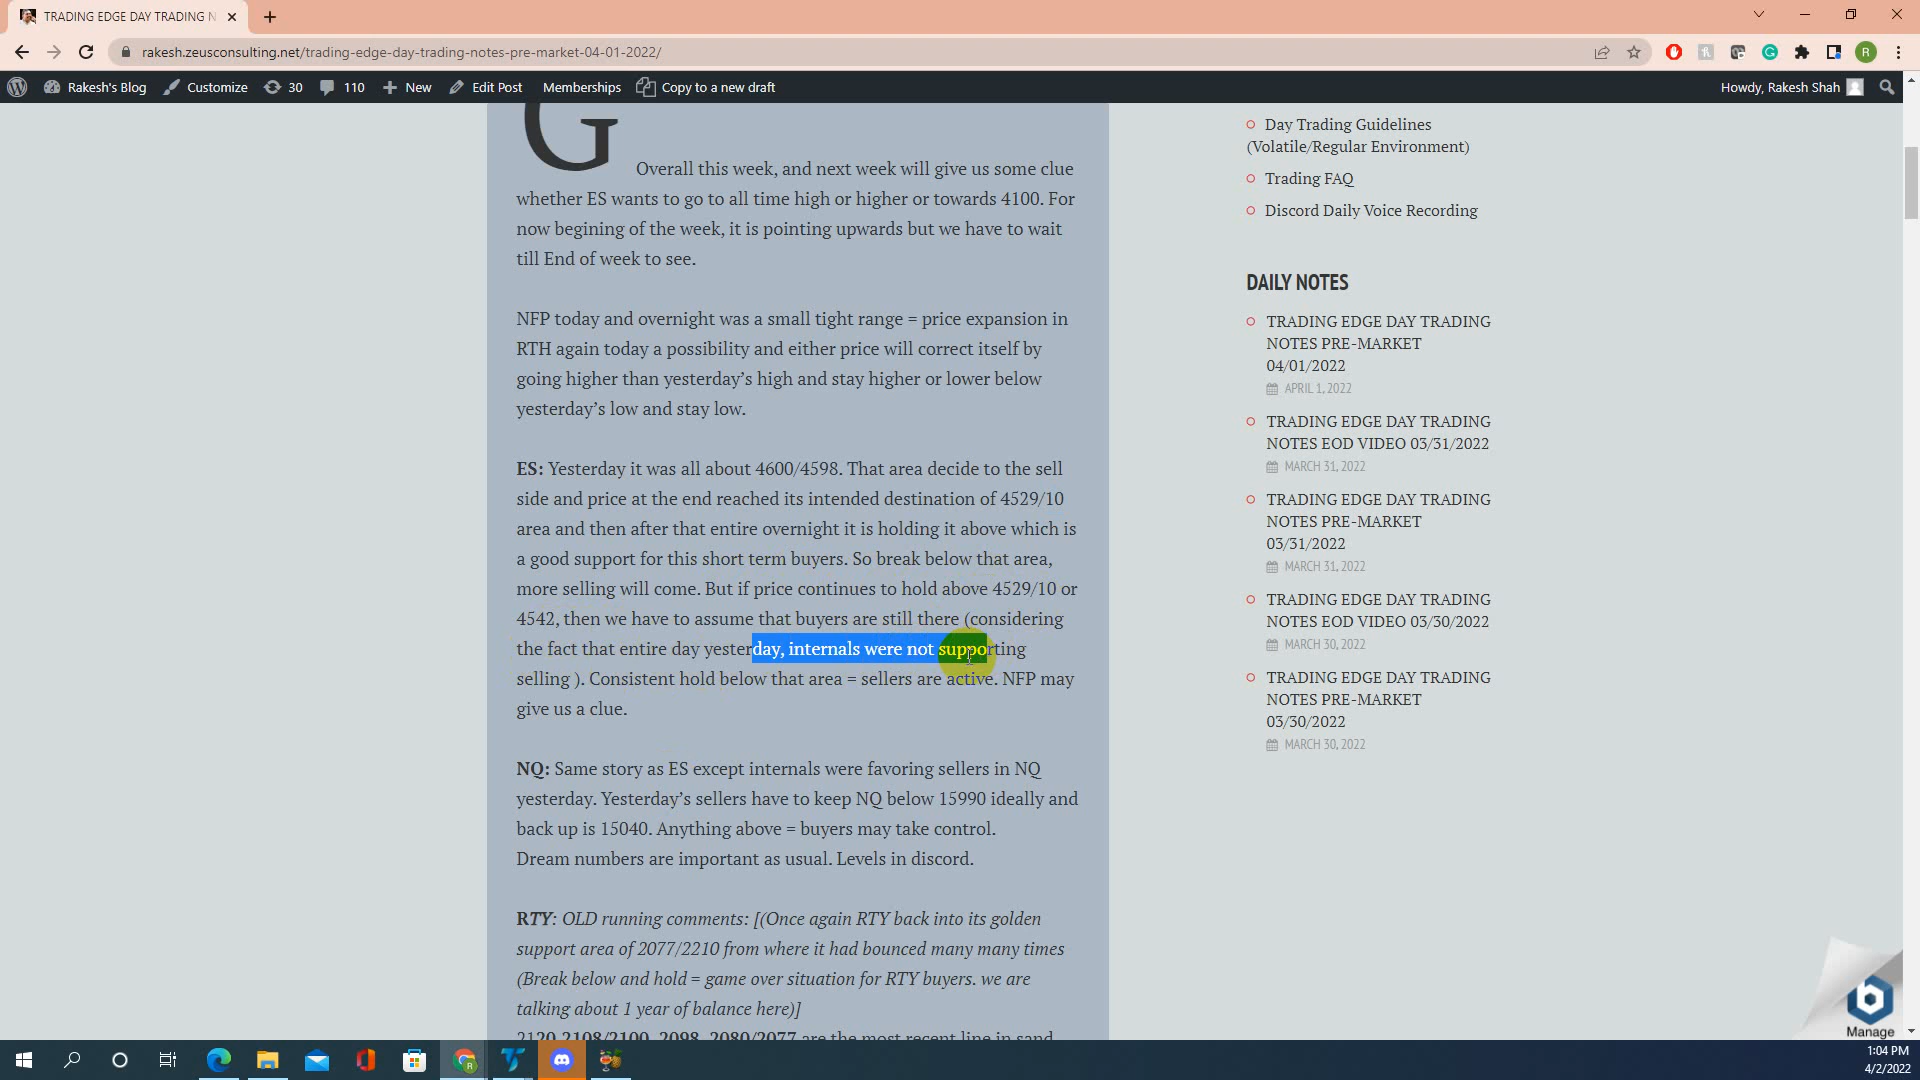 TRADING EDGE DAY TRADING N
rakesh.zeusconsulting.net/trading-edge-day-trading-notes-pre-market-04-01-2022/
R
Rakesh's Blog
Customize
30
110
New
Edit Post
Memberships
Copy to a new draft
Howdy, Rakesh Shah
G
Overall this week, and next week will give us some clue
whether ES wants to go to all time high or higher or towards 4100. For
now begining of the week, it is pointing upwards but we have to wait
till End of week to see.
NFP today and overnight was a small tight range = price expansion in
RTH again today a possibility and either price will correct itself by
going higher than yesterday's high and stay higher or lower below
yesterday's low and stay low.
ES: Yesterday it was all about 4600/4598. That area decide to the sell
side and price at the end reached its intended destination of 4529/10
area and then after that entire overnight it is holding it above which is
a good support for this short term buyers. So break below that area,
more selling will come. But if price continues to hold above 4529/10 or
4542, then we have to assume that buyers are still there (considering
the fact that entire day yesterday, internals were not supporting
selling ). Consistent hold below that area = sellers are active. NFP may
give us a clue.
NQ: Same story as ES except internals were favoring sellers in NQ
yesterday. Yesterday's sellers have to keep NQ below 15990 ideally and
back up is 15040. Anything above = buyers may take control.
Dream numbers are important as usual. Levels in discord.
RTY: OLD running comments: [(Once again RTY back into its golden
support area of 2077/2210 from where it had bounced many many times
(Break below and hold = game over situation for RTY buyers. we are
talking about 1 year of balance here)]
2120 2108/2100, 2098, 2080/2077 are the most recent line in sand
Day Trading Guidelines
(Volatile/Regular Environment)
Trading FAQ
Discord Daily Voice Recording
DAILY NOTES
TRADING EDGE DAY TRADING
NOTES PRE-MARKET
04/01/2022
APRIL 1, 2022
TRADING EDGE DAY TRADING
NOTES EOD VIDEO 03/31/2022
MARCH 31, 2022
TRADING EDGE DAY TRADING
NOTES PRE-MARKET
03/31/2022
MARCH 31, 2022
TRADING EDGE DAY TRADING
NOTES EOD VIDEO 03/30/2022
MARCH 30, 2022
TRADING EDGE DAY TRADING
NOTES PRE-MARKET
03/30/2022
MARCH 30, 2022
Manage
1:04 PM
4/2/2022